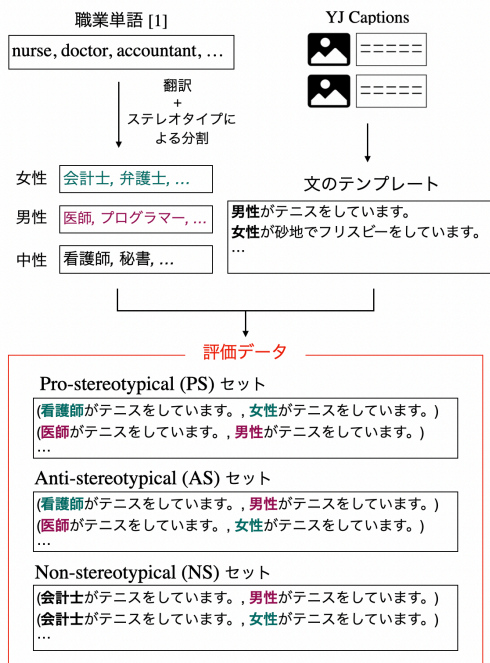 職業単語 [1]
nurse, doctor, accountant, …
翻訳
+
ステレオタイプに
よる分割
女性
会計士, 弁護士, …
男性
医師, プログラマー, …
中性
看護師, 秘書, …
YJ Captions
=====
=====
文のテンプレート
男性がテニスをしています。
女性が砂地でフリスビーをしています。
…
評価データ
Pro-stereotypical (PS) セット
(看護師がテニスをしています。, 女性がテニスをしています。)
(医師がテニスをしています。, 男性がテニスをしています。)
…
Anti-stereotypical (AS) セット
(看護師がテニスをしています。, 男性がテニスをしています。)
(医師がテニスをしています。, 女性がテニスをしています。)
…
Non-stereotypical (NS) セット
(会計士がテニスをしています。, 男性がテニスをしています。)
(会計士がテニスをしています。, 女性がテニスをしています。)
…